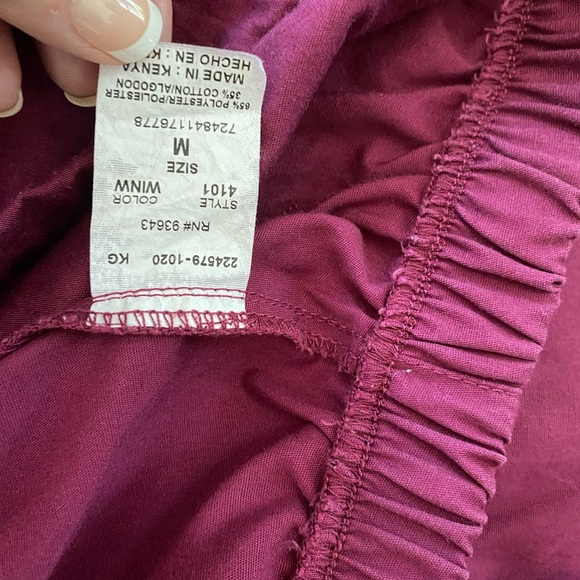 224579-1020 KG
RN# 93643
STYLE COLOR
4101 WINW
SIZE
M
724841176778
65% POLYESTER/POLIESTER
35% COTTON/ALGODON
MADE IN : KENYA
HECHO EN :